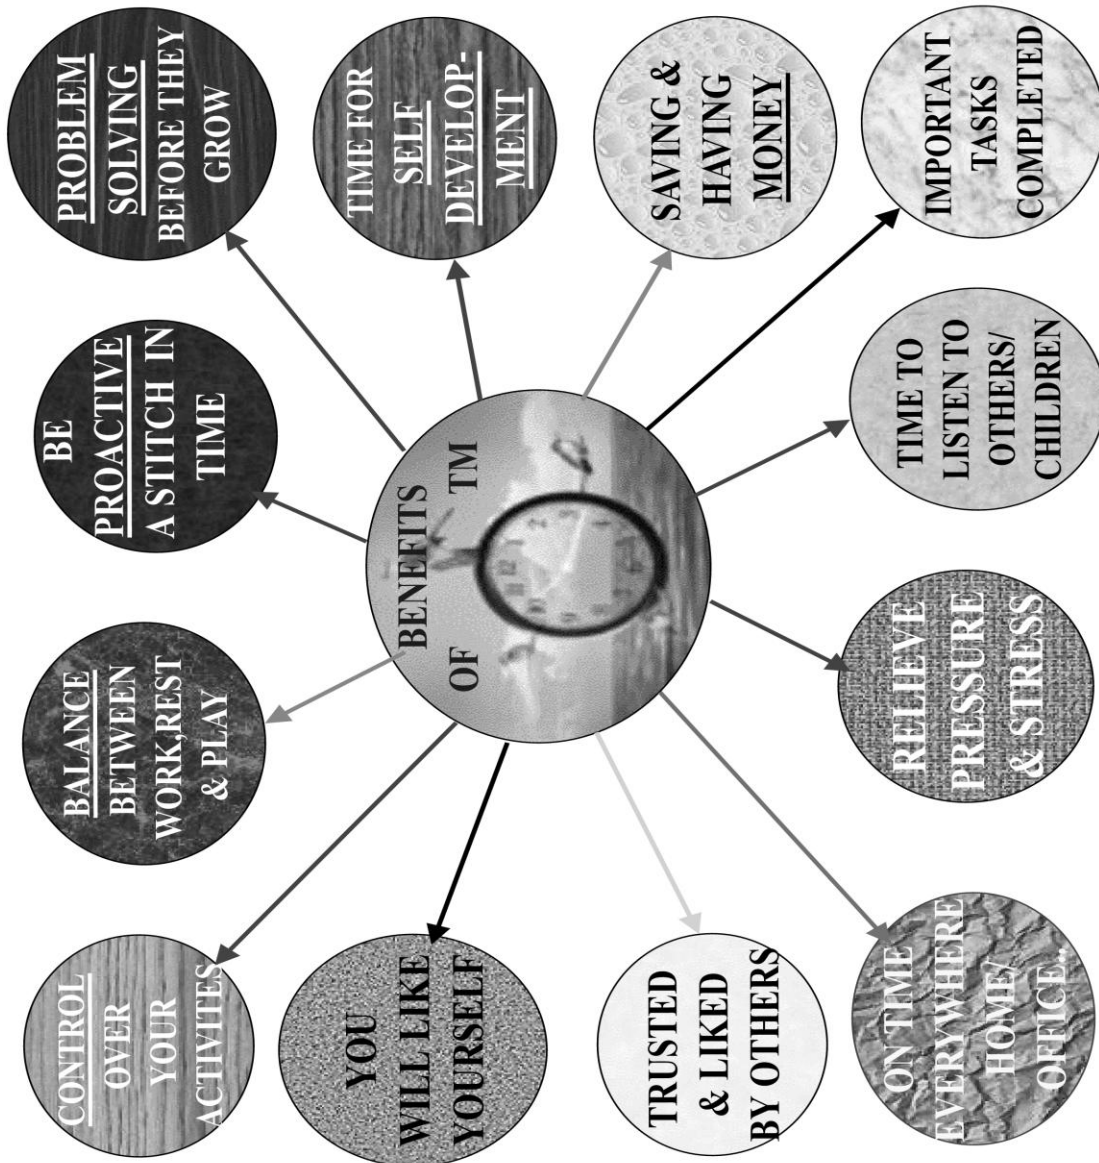 CONTROL
OVER
YOUR
ACTIVITES
BALANCE
BETWEEN
WORK,REST
& PLAY
BE
PROACTIVE
A STITCH IN
TIME
PROBLEM
SOLVING
BEFORE THEY
GROW
YOU
WILL LIKE
YOURSELF
BENEFITS
OF TM
TIME FOR
SELF
DEVELOP-
MENT
TRUSTED
& LIKED
BY OTHERS
SAVING &
HAVING
MONEY
ON TIME
EVERYWHERE
HOME/
OFFICE..
RELIEVE
PRESSURE
& STRESS
TIME TO
LISTEN TO
OTHERS/
CHILDREN
IMPORTANT
TASKS
COMPLETED